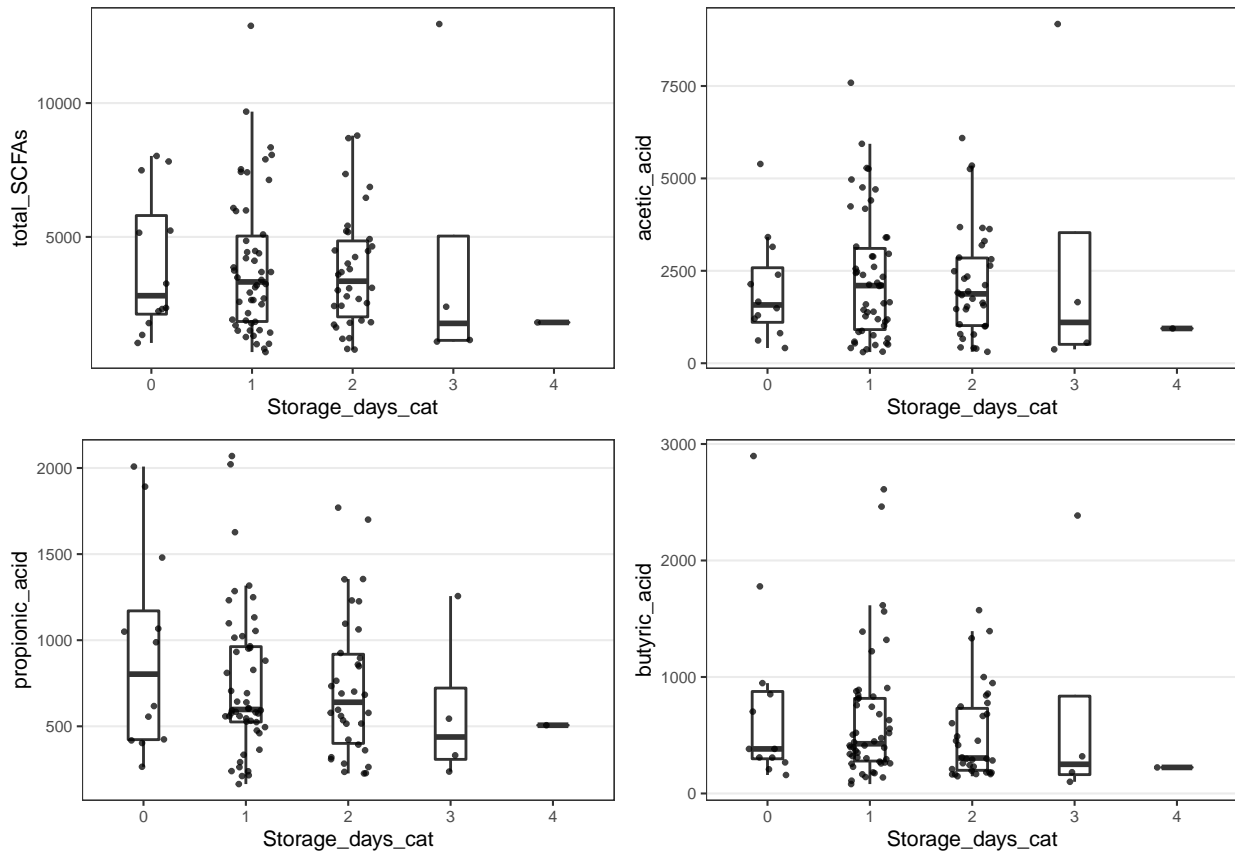 total_SCFAs
10000
5000
0 1 2 3 4
Storage_days_cat
acetic_acid
7500
5000
2500
0
0 1 2 3 4
Storage_days_cat
propionic_acid
2000
1500
1000
500
0 1 2 3 4
Storage_days_cat
butyric_acid
3000
2000
1000
0
0 1 2 3 4
Storage_days_cat